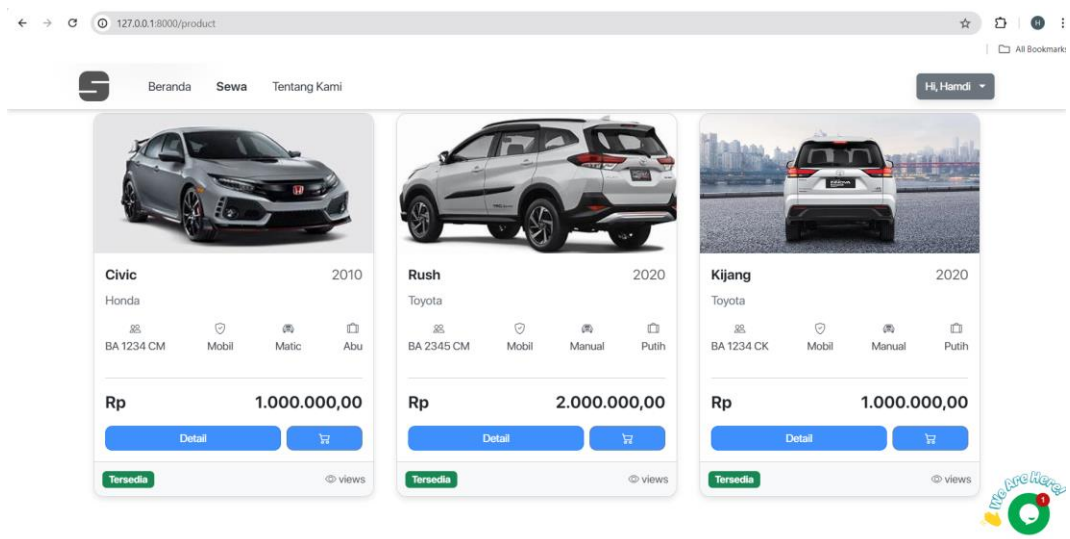 127.0.0.1:8000/product
H
All Bookmarks
S
Beranda Sewa Tentang Kami Hi, Hamdi
Civic 2010
Honda
BA 1234 CM Mobil Matic Abu
Rp 1.000.000,00
Detail
Tersedia views
Rush 2020
Toyota
BA 2345 CM Mobil Manual Putih
Rp 2.000.000,00
Detail
Tersedia views
Kijang 2020
Toyota
BA 1234 CK Mobil Manual Putih
Rp 1.000.000,00
Detail
Tersedia views
We Are Here!
1